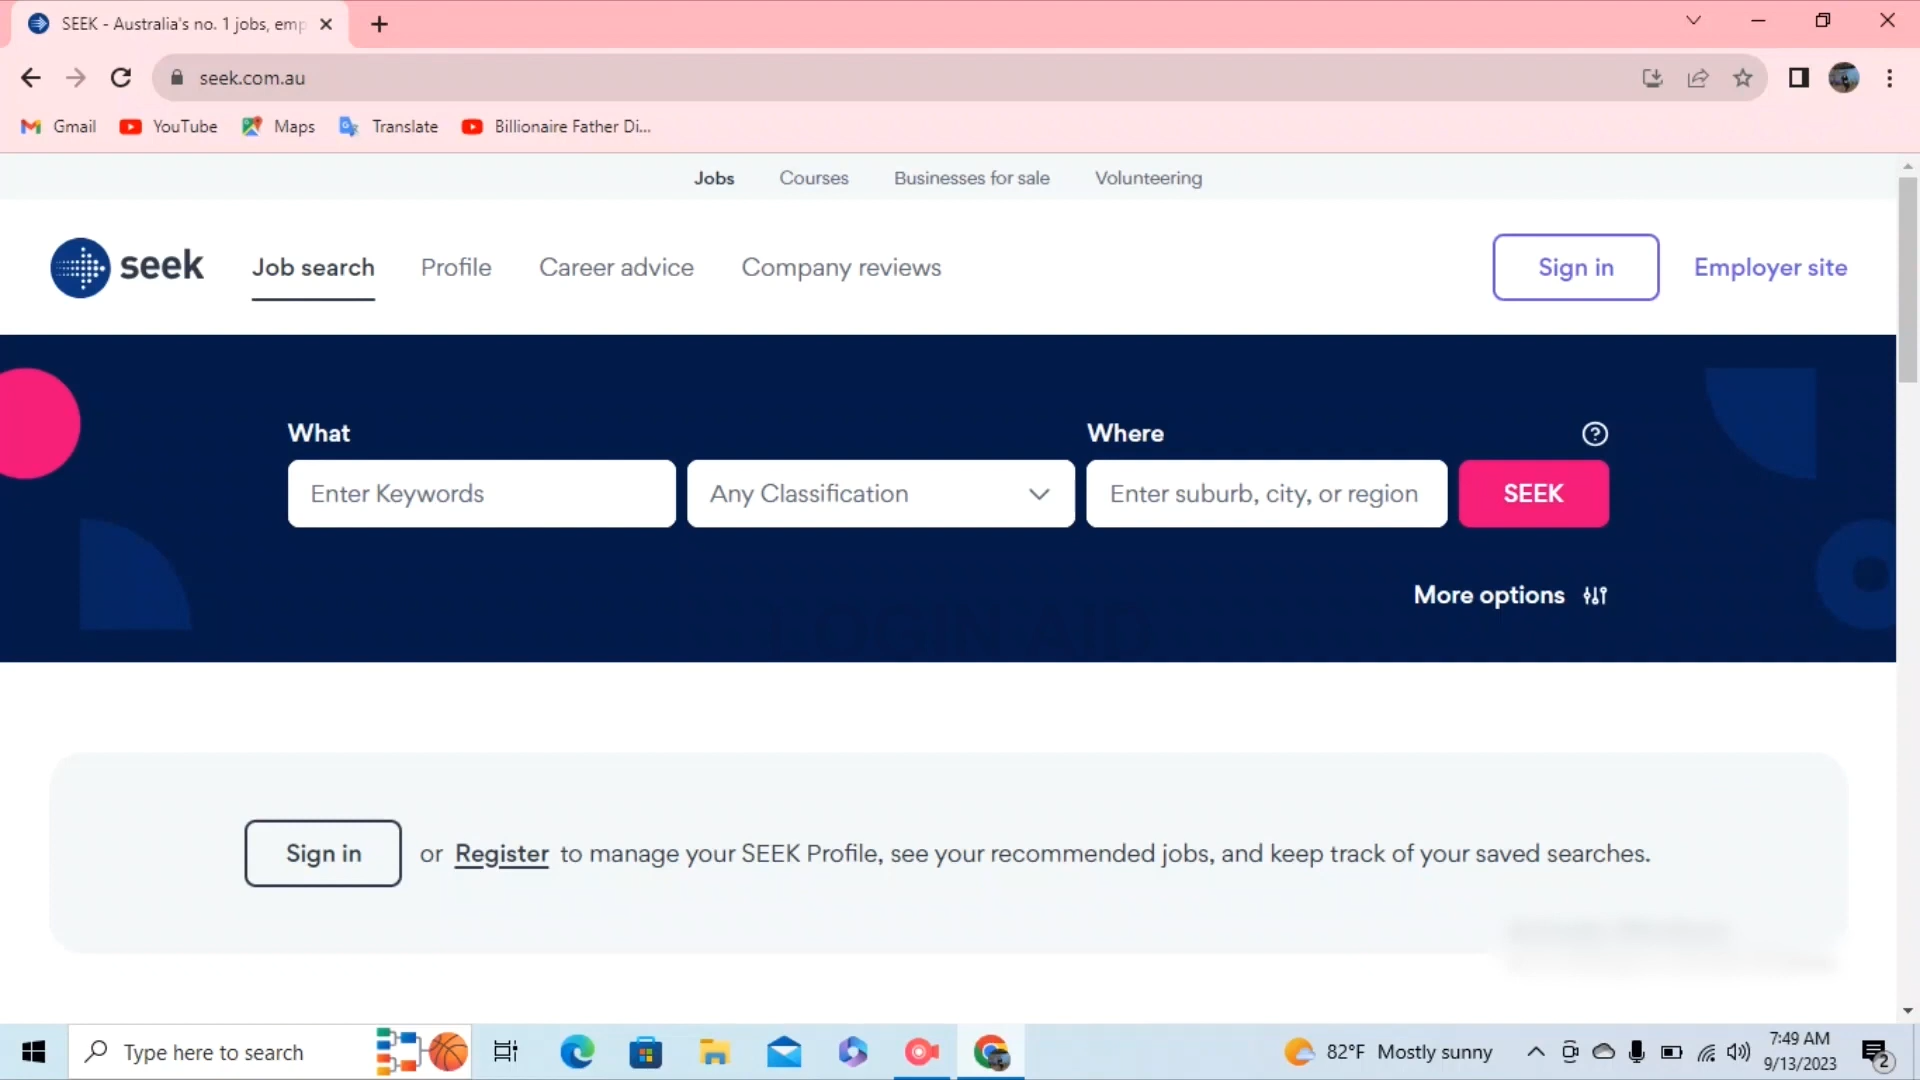 SEEK - Australia's no. 1 jobs, emp
seek.com.au
Gmail YouTube Maps Translate Billionaire Father Di...
Jobs Courses Businesses for sale Volunteering
seek Job search Profile Career advice Company reviews Sign in Employer site
What Where
Enter Keywords Any Classification Enter suburb, city, or region SEEK
More options
LOGIN AID
Sign in or Register to manage your SEEK Profile, see your recommended jobs, and keep track of your saved searches.
Type here to search 82°F Mostly sunny 7:49 AM
9/13/2023 2